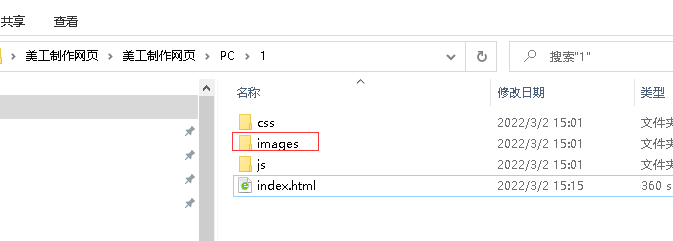 共享 查看
美工制作网页 美工制作网页 PC 1 搜索"1"
名称 修改日期 类型
css 2022/3/2 15:01 文件夹
images 2022/3/2 15:01 文件夹
js 2022/3/2 15:01 文件夹
index.html 2022/3/2 15:15 360 s